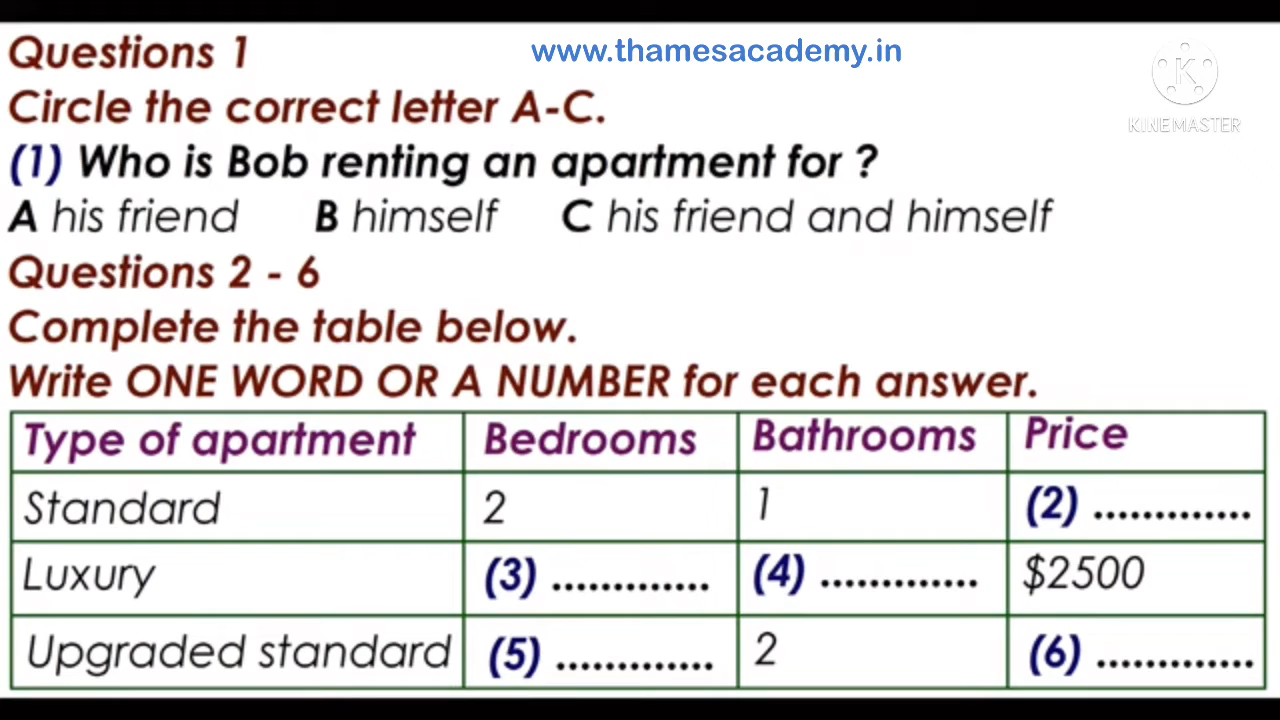 Questions 1
www.thamesacademy.in
KINEMASTER
Circle the correct letter A-C.
(1) Who is Bob renting an apartment for ?
A his friend B himself C his friend and himself
Questions 2 - 6
Complete the table below.
Write ONE WORD OR A NUMBER for each answer.
Type of apartment Bedrooms Bathrooms Price
Standard 2 1 (2) .............
Luxury (3) ............. (4) ............. $2500
Upgraded standard (5) ............. 2 (6) .............